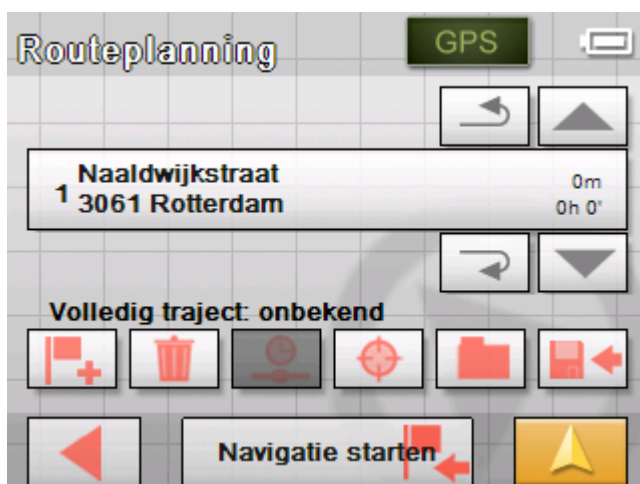 Routeplanning
GPS
1 Naaldwijkstraat
3061 Rotterdam
0m
0h 0'
Volledig traject: onbekend
Navigatie starten